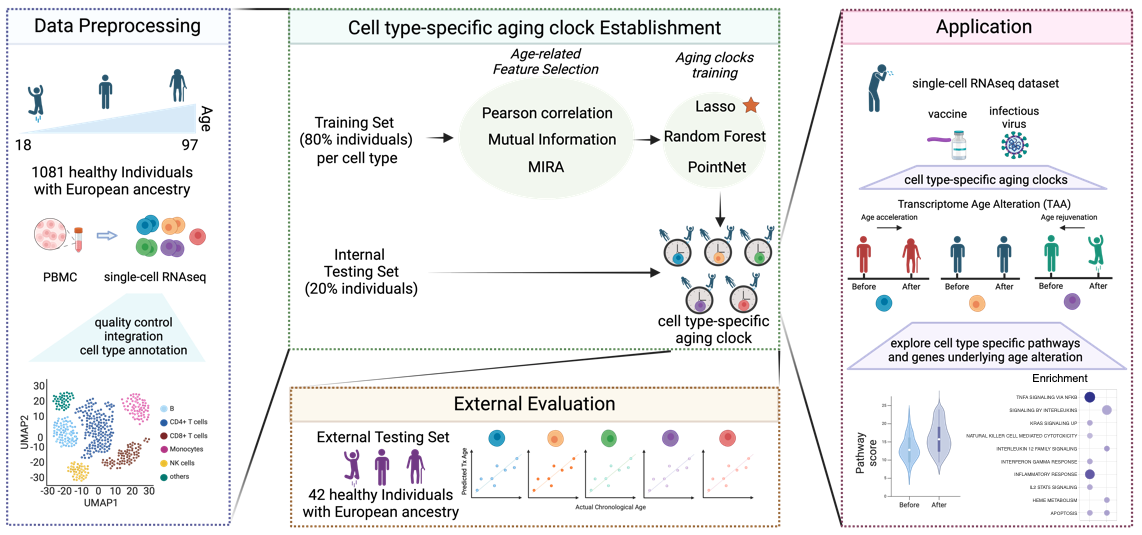 Data Preprocessing
Age
18
97
1081 healthy Individuals
with European ancestry
PBMC
single-cell RNAseq
quality control
integration
cell type annotation
30
20
10
0
-10
-20
-30
UMAP2
-30 -20 -10 0 10 20 30
UMAP1
B
CD4+ T cells
CD8+ T cells
Monocytes
NK cells
others
Cell type-specific aging clock Establishment
Age-related
Feature Selection
Aging clocks
training
Training Set
(80% individuals)
per cell type
Pearson correlation
Mutual Information
MIRA
Lasso
Random Forest
PointNet
Internal
Testing Set
(20% individuals)
cell type-specific
aging clock
External Evaluation
External Testing Set
42 healthy Individuals
with European ancestry
Predicted Tx Age
Actual Chronological Age
Application
single-cell RNAseq dataset
vaccine
infectious
virus
cell type-specific aging clocks
Transcriptome Age Alteration (TAA)
Age acceleration
Age rejuvenation
Before
After
Before
After
Before
After
explore cell type specific pathways
and genes underlying age alteration
Pathway
score
25
20
15
10
5
0
Before
After
Enrichment
TNFA SIGNALING VIA NFKB
SIGNALING BY INTERLEUKINS
KRAS SIGNALING UP
NATURAL KILLER CELL MEDIATED CYTOTOXICITY
INTERLEUKIN 12 FAMILY SIGNALING
INTERFERON GAMMA RESPONSE
INFLAMMATORY RESPONSE
IL2 STAT5 SIGNALING
HEME METABOLISM
APOPTOSIS